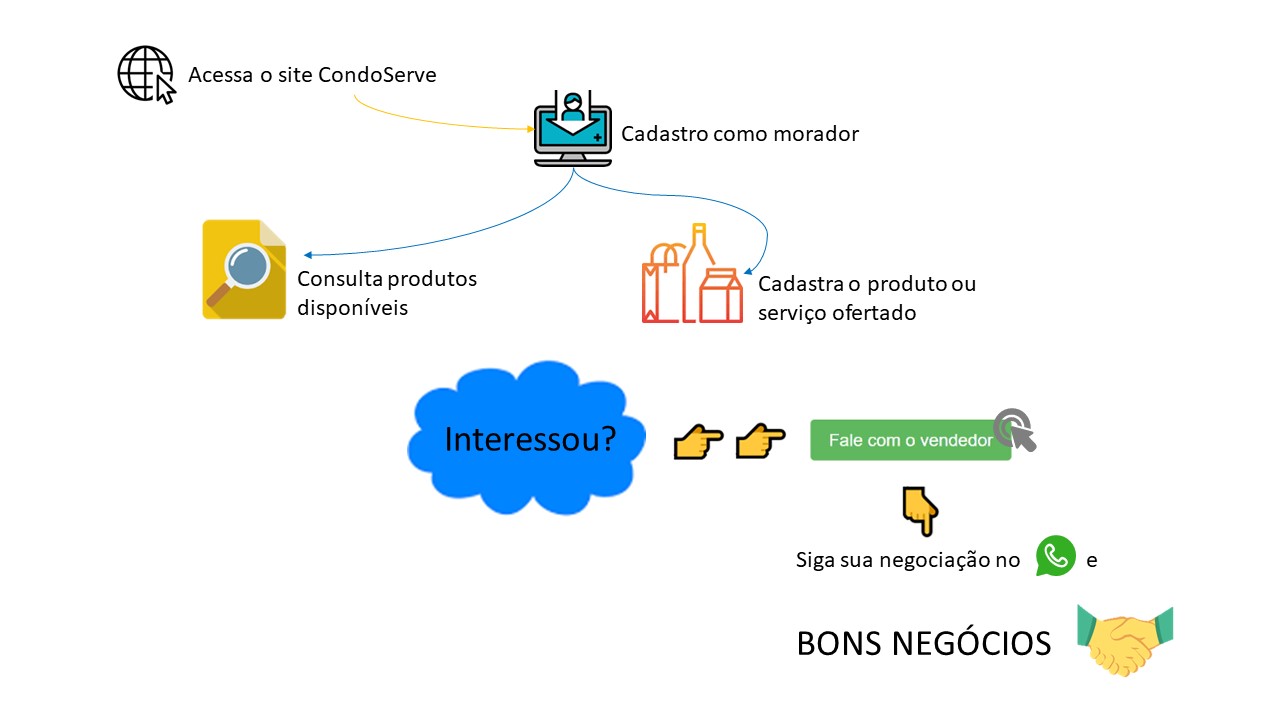 Acessa o site CondoServe
Cadastro como morador
Consulta produtos
disponíveis
Cadastra o produto ou
serviço ofertado
Interessou?
Fale com o vendedor
Siga sua negociação no e
BONS NEGÓCIOS